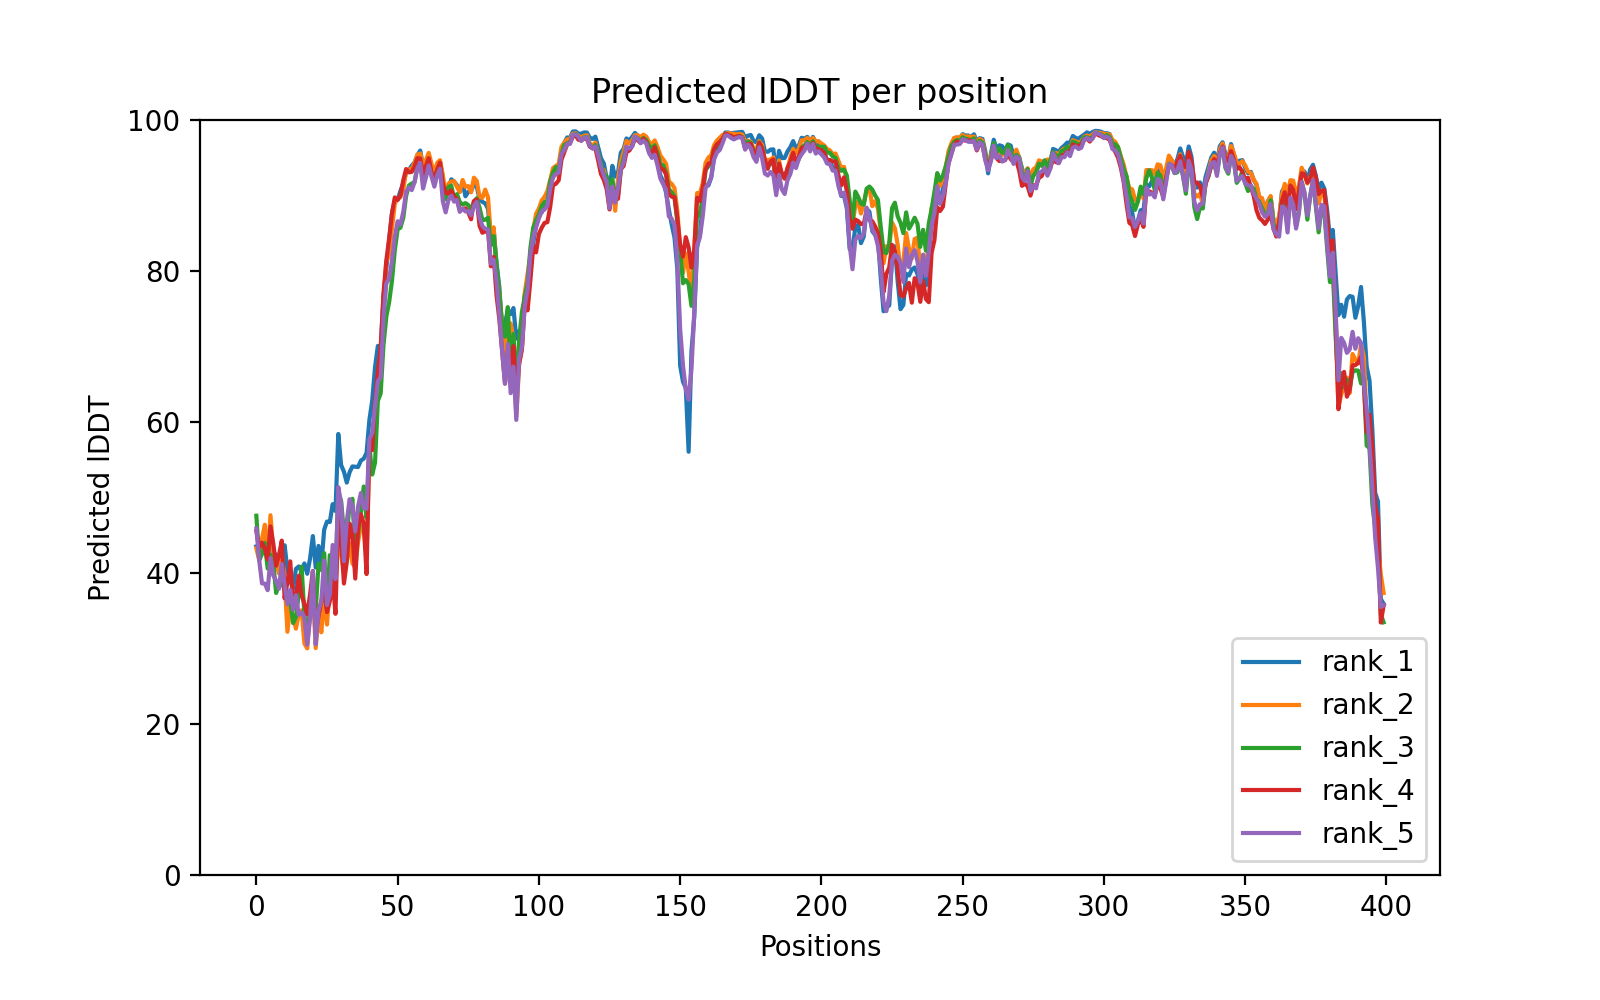 Predicted lDDT per position
100
80
60
40
20
0
Predicted lDDT
0 50 100 150 200 250 300 350 400
Positions
rank_1
rank_2
rank_3
rank_4
rank_5